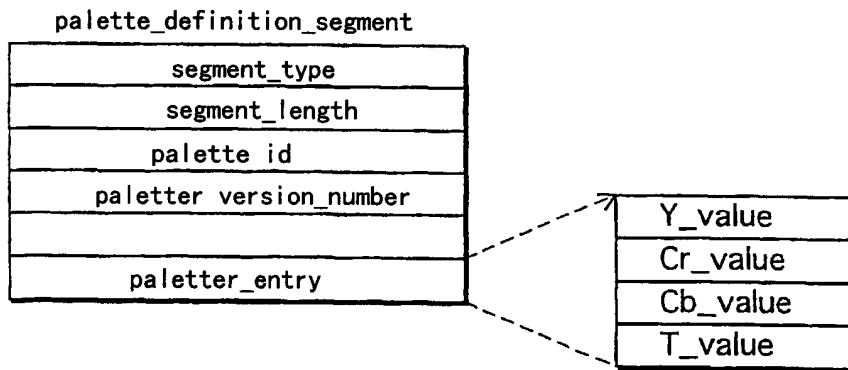 palette_definition_segment
segment_type
segment_length
palette id
paletter version_number
paletter_entry
Y_value
Cr_value
Cb_value
T_value